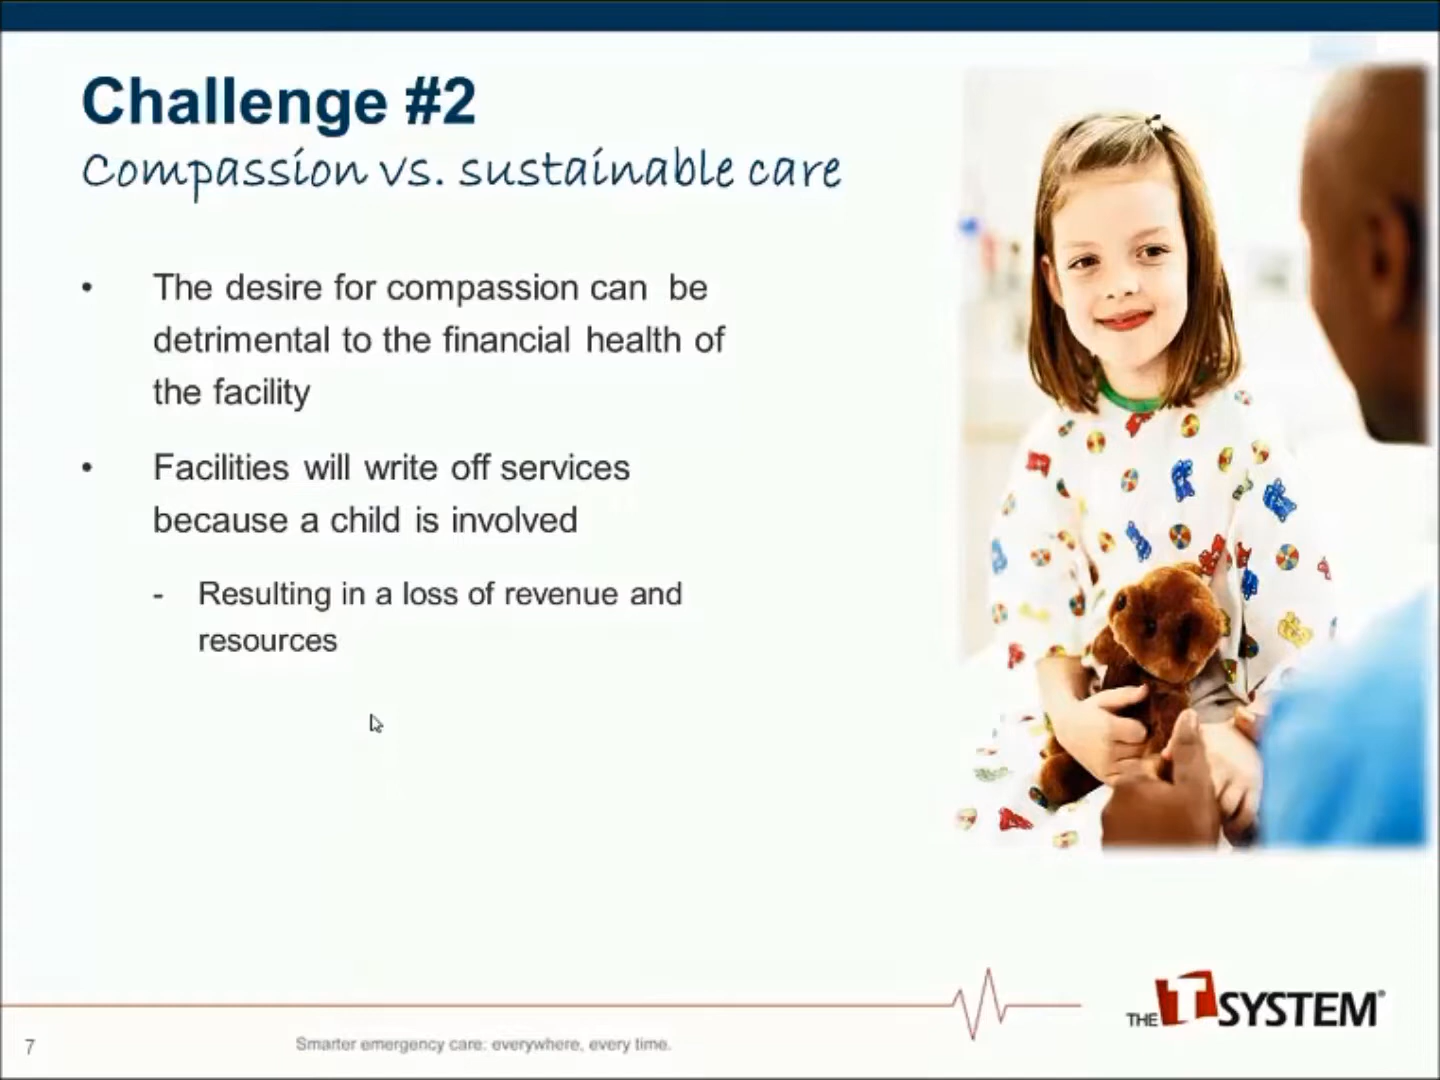 Challenge #2
Compassion vs. sustainable care
• The desire for compassion can be
detrimental to the financial health of
the facility
• Facilities will write off services
because a child is involved
- Resulting in a loss of revenue and
resources
THE T SYSTEM®
7
Smarter emergency care: everywhere, every time.